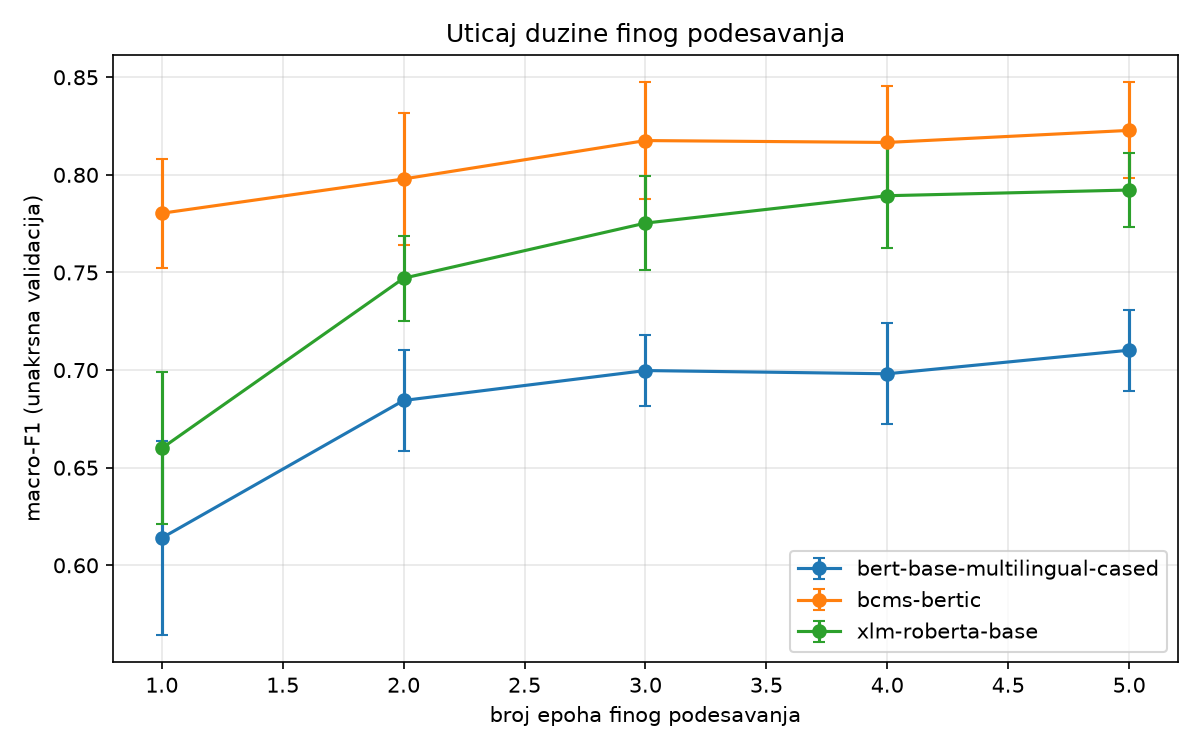 Uticaj duzine finog podesavanja
0.85
0.80
0.75
0.70
0.65
0.60
macro-F1 (unakrsna validacija)
bert-base-multilingual-cased
bcms-bertic
xlm-roberta-base
1.0 1.5 2.0 2.5 3.0 3.5 4.0 4.5 5.0
broj epoha finog podesavanja